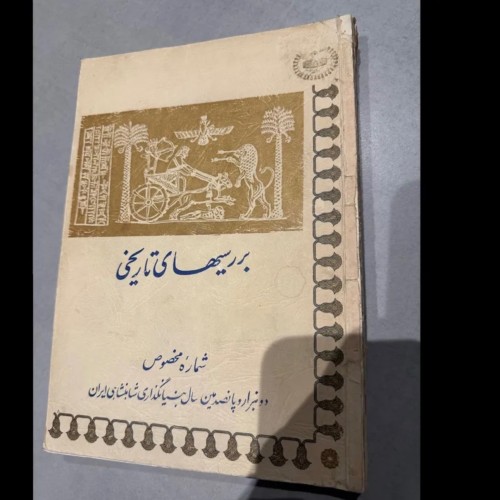 بررسیهای تاریخی
شماره مخصوص
دو هزار و پانصدمین سال بنیانگذاری شاهنشاهی ایران